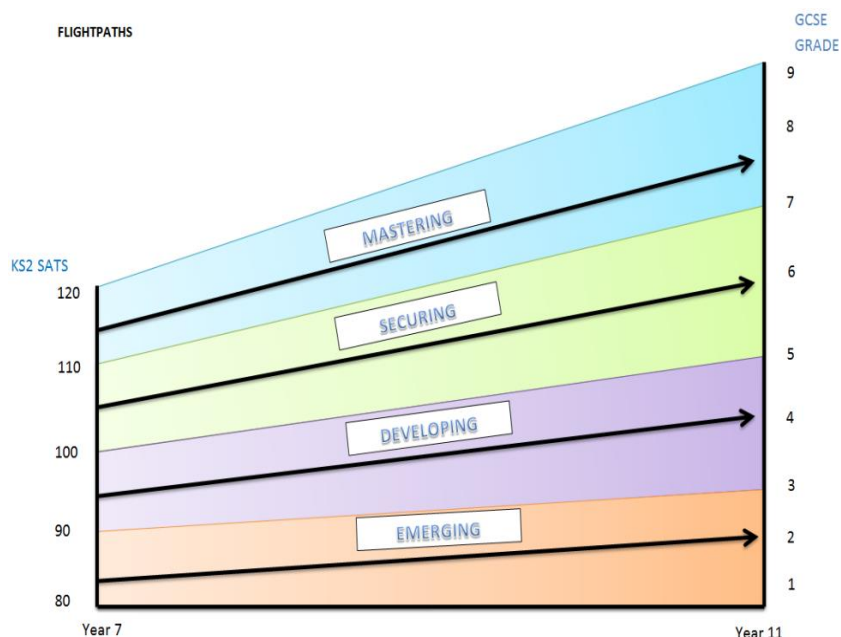 FLIGHTPATHS
GCSE
GRADE
9
8
7
6
5
4
3
2
1
KS2 SATS
120
110
100
90
80
MASTERING
SECURING
DEVELOPING
EMERGING
Year 7
Year 11